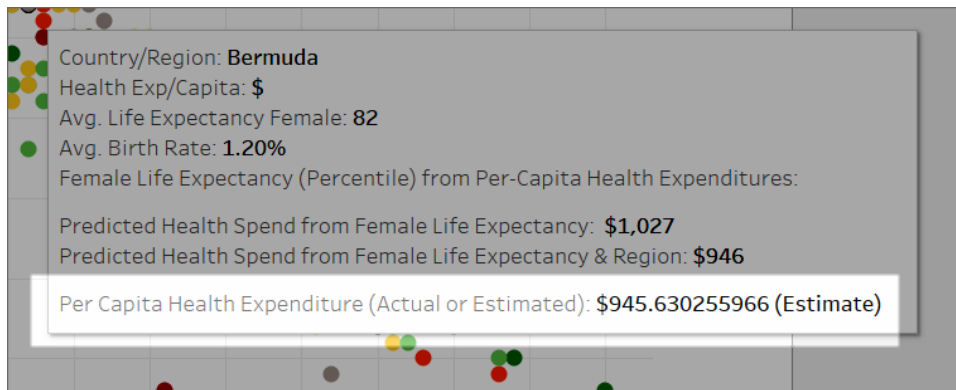 Country/Region: Bermuda
Health Exp/Capita: $
Avg. Life Expectancy Female: 82
Avg. Birth Rate: 1.20%
Female Life Expectancy (Percentile) from Per-Capita Health Expenditures:
Predicted Health Spend from Female Life Expectancy: $1,027
Predicted Health Spend from Female Life Expectancy & Region: $946
Per Capita Health Expenditure (Actual or Estimated): $945.630255966 (Estimate)